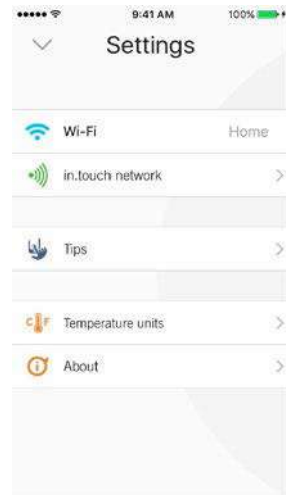 9:41 AM 100%
Settings
Wi-Fi Home
in.touch network
Tips
C F Temperature units
About